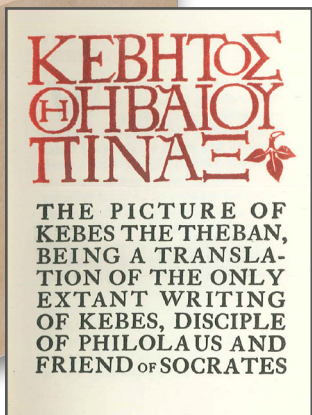 ΚΕΒΗΤΟΣ
Η ΘΗΒΑΙΟΥ
ΠΙΝΑΞ
THE PICTURE OF
KEBES THE THEBAN,
BEING A TRANSLA-
TION OF THE ONLY
EXTANT WRITING
OF KEBES, DISCIPLE
OF PHILOLAUS AND
FRIEND OF SOCRATES